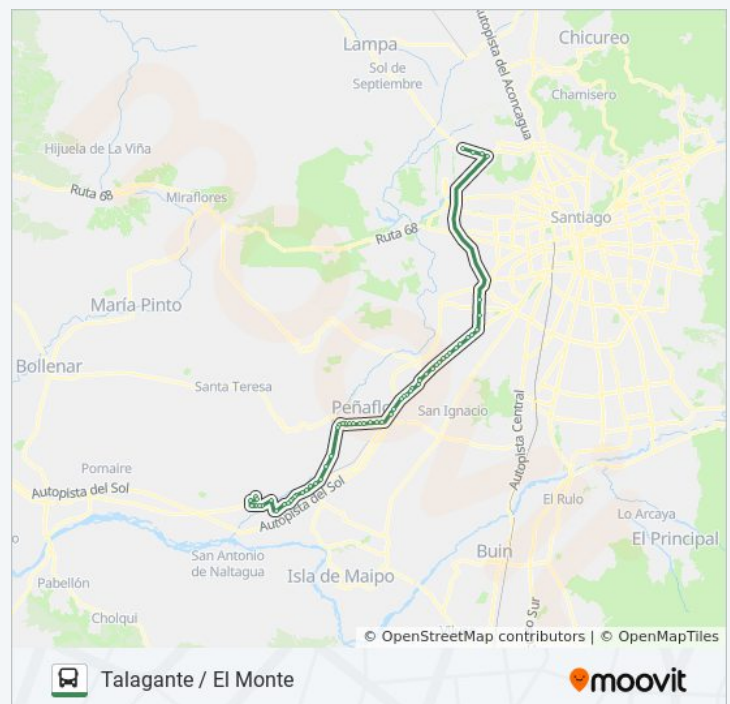 Lampa
Chicureo
Autopista del Aconcagua
Sol de
Septiembre
Chamisero
Hijuela de La Viña
Ruta 68
Miraflores
Santiago
Ruta 68
María Pinto
Bollenar
Santa Teresa
Peñaflo
San Ignacio
Autopista Central
Pomaire
Autopista del Sol
Autopista del Sol
El Rulo
Lo Arcaya
El Principal
San Antonio
de Naltagua
Buin
Isla de Maipo
Pabellón
Cholqui
o Sur
© OpenStreetMap contributors | © OpenMapTiles
Talagante / El Monte
moovit